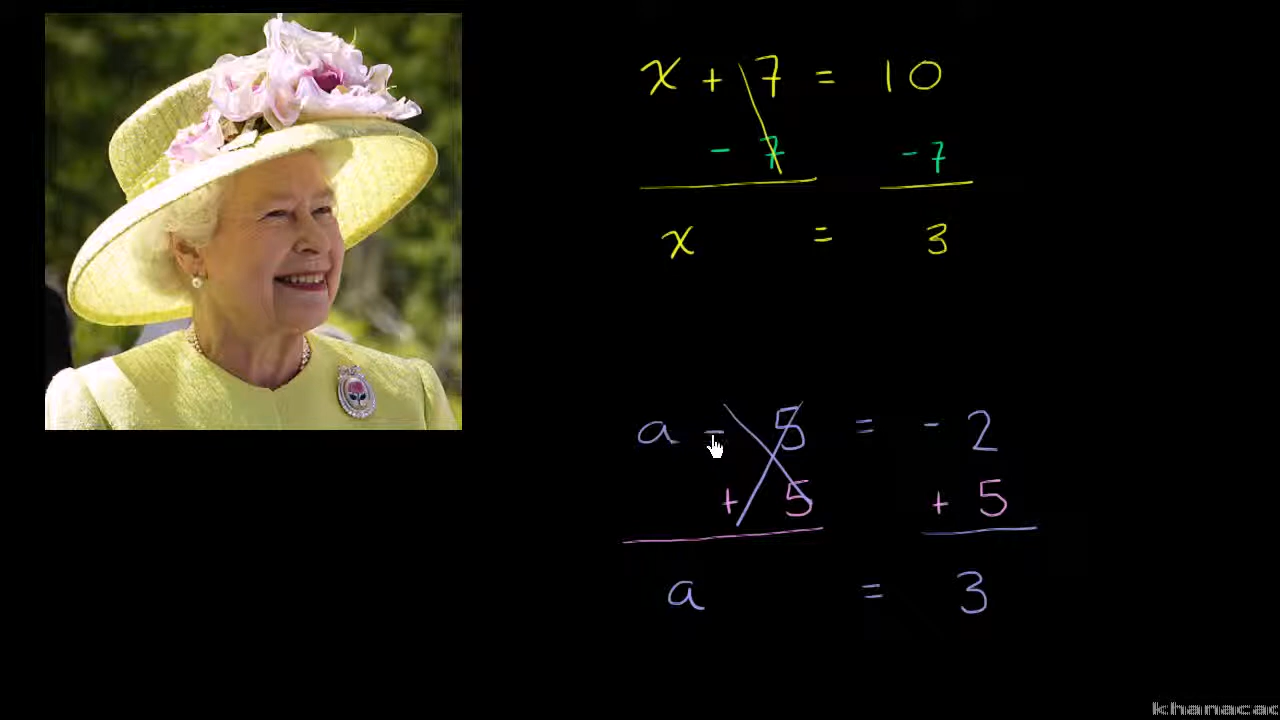 x + 7 = 10
- 7 -7
x = 3
a - 5 = - 2
+ 5 + 5
a = 3
khanacad